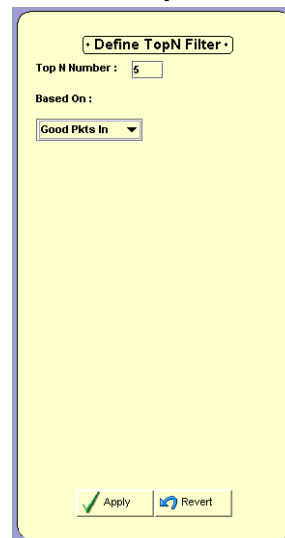 • Define TopN Filter •
Top N Number : 5
Based On :
Good Pkts In
Apply Revert